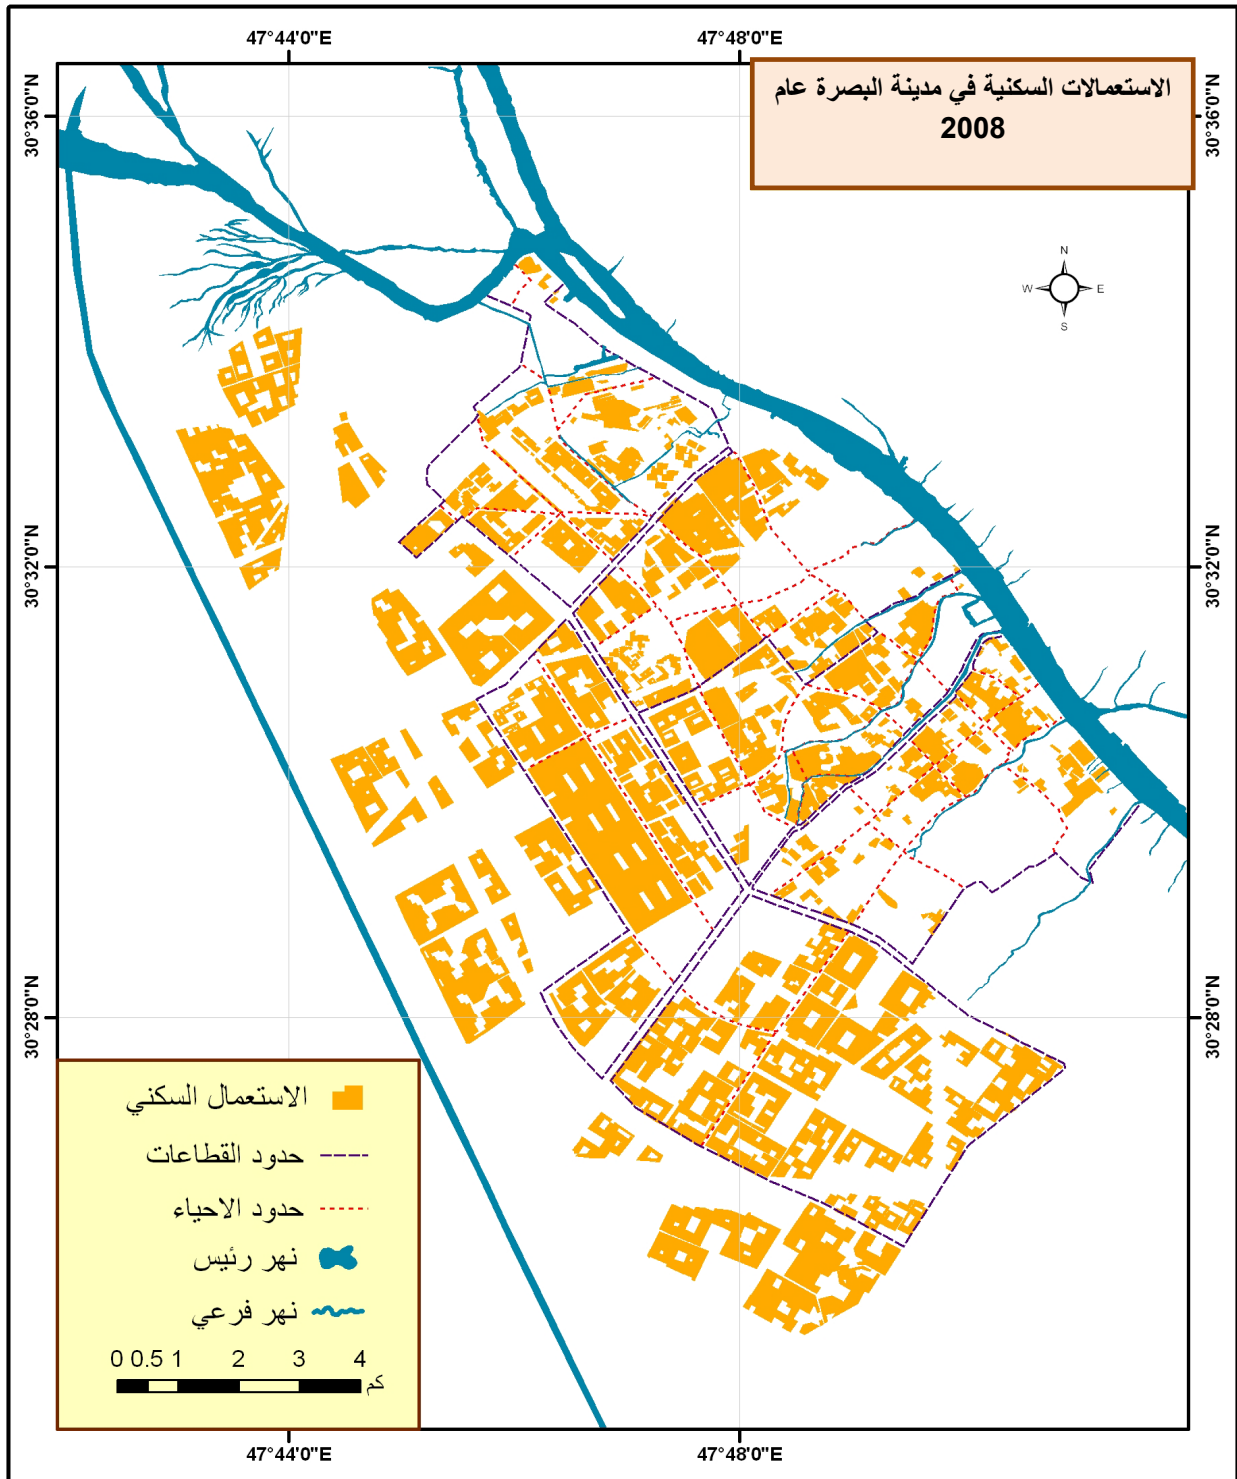 47°44'0"E
47°48'0"E
الاستعمالات السكنية في مدينة البصرة عام
2008
30°36'0"N
30°36'0"N
N
W
E
S
30°32'0"N
30°32'0"N
30°28'0"N
30°28'0"N
الاستعمال السكني
حدود القطاعات
حدود الاحياء
نهر رئيس
نهر فرعي
0 0.5 1 2 3 4
كم
47°44'0"E
47°48'0"E